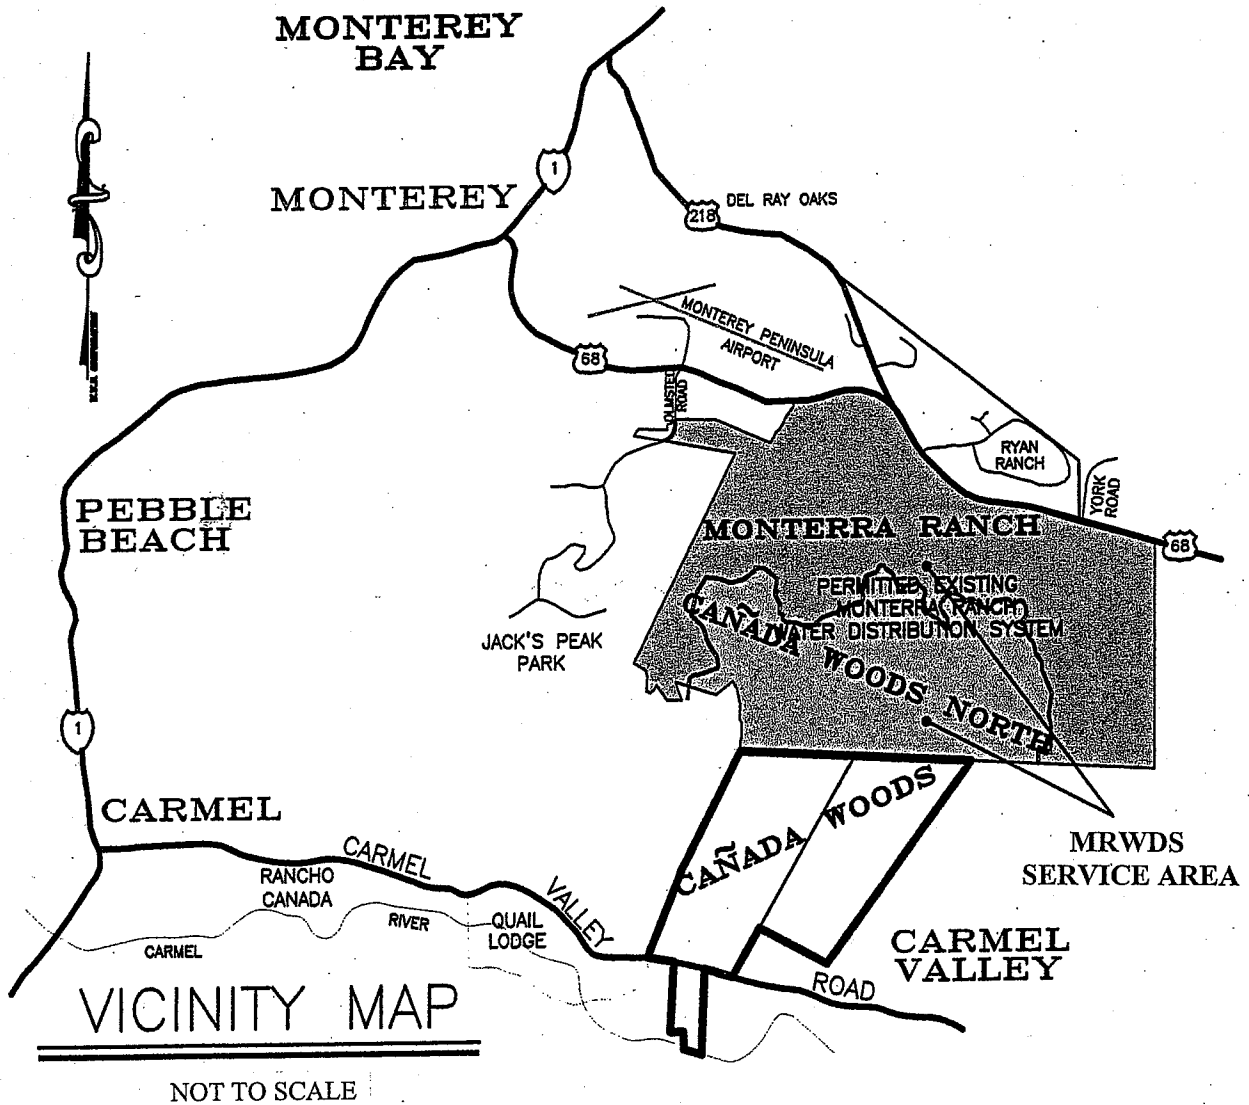 MONTEREY
BAY
1
MONTEREY
218
DEL RAY OAKS
MONTEREY PENINSULA
AIRPORT
68
OLMSTED
ROAD
RYAN
RANCH
YORK
ROAD
PEBBLE
BEACH
MONTERRA RANCH
68
PERMITTED EXISTING
MONTERRA RANCH
WATER DISTRIBUTION SYSTEM
CAÑADA WOODS NORTH
JACK'S PEAK
PARK
1
CARMEL
CAÑADA WOODS
MRWDS
SERVICE AREA
CARMEL VALLEY ROAD
RANCHO
CANADA
CARMEL RIVER
QUAIL
LODGE
CARMEL
VALLEY
VICINITY MAP
NOT TO SCALE